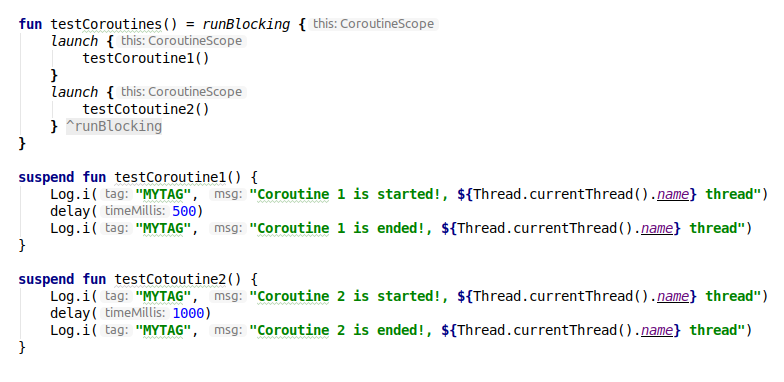 fun testCoroutines() = runBlocking { this: CoroutineScope
launch { this: CoroutineScope
testCoroutine1()
}
launch { this: CoroutineScope
testCotoutine2()
} ^runBlocking
}
suspend fun testCoroutine1() {
Log.i( tag: "MYTAG", msg: "Coroutine 1 is started!, ${Thread.currentThread().name} thread")
delay( timeMillis: 500)
Log.i( tag: "MYTAG", msg: "Coroutine 1 is ended!, ${Thread.currentThread().name} thread")
}
suspend fun testCotoutine2() {
Log.i( tag: "MYTAG", msg: "Coroutine 2 is started!, ${Thread.currentThread().name} thread")
delay( timeMillis: 1000)
Log.i( tag: "MYTAG", msg: "Coroutine 2 is ended!, ${Thread.currentThread().name} thread")
}